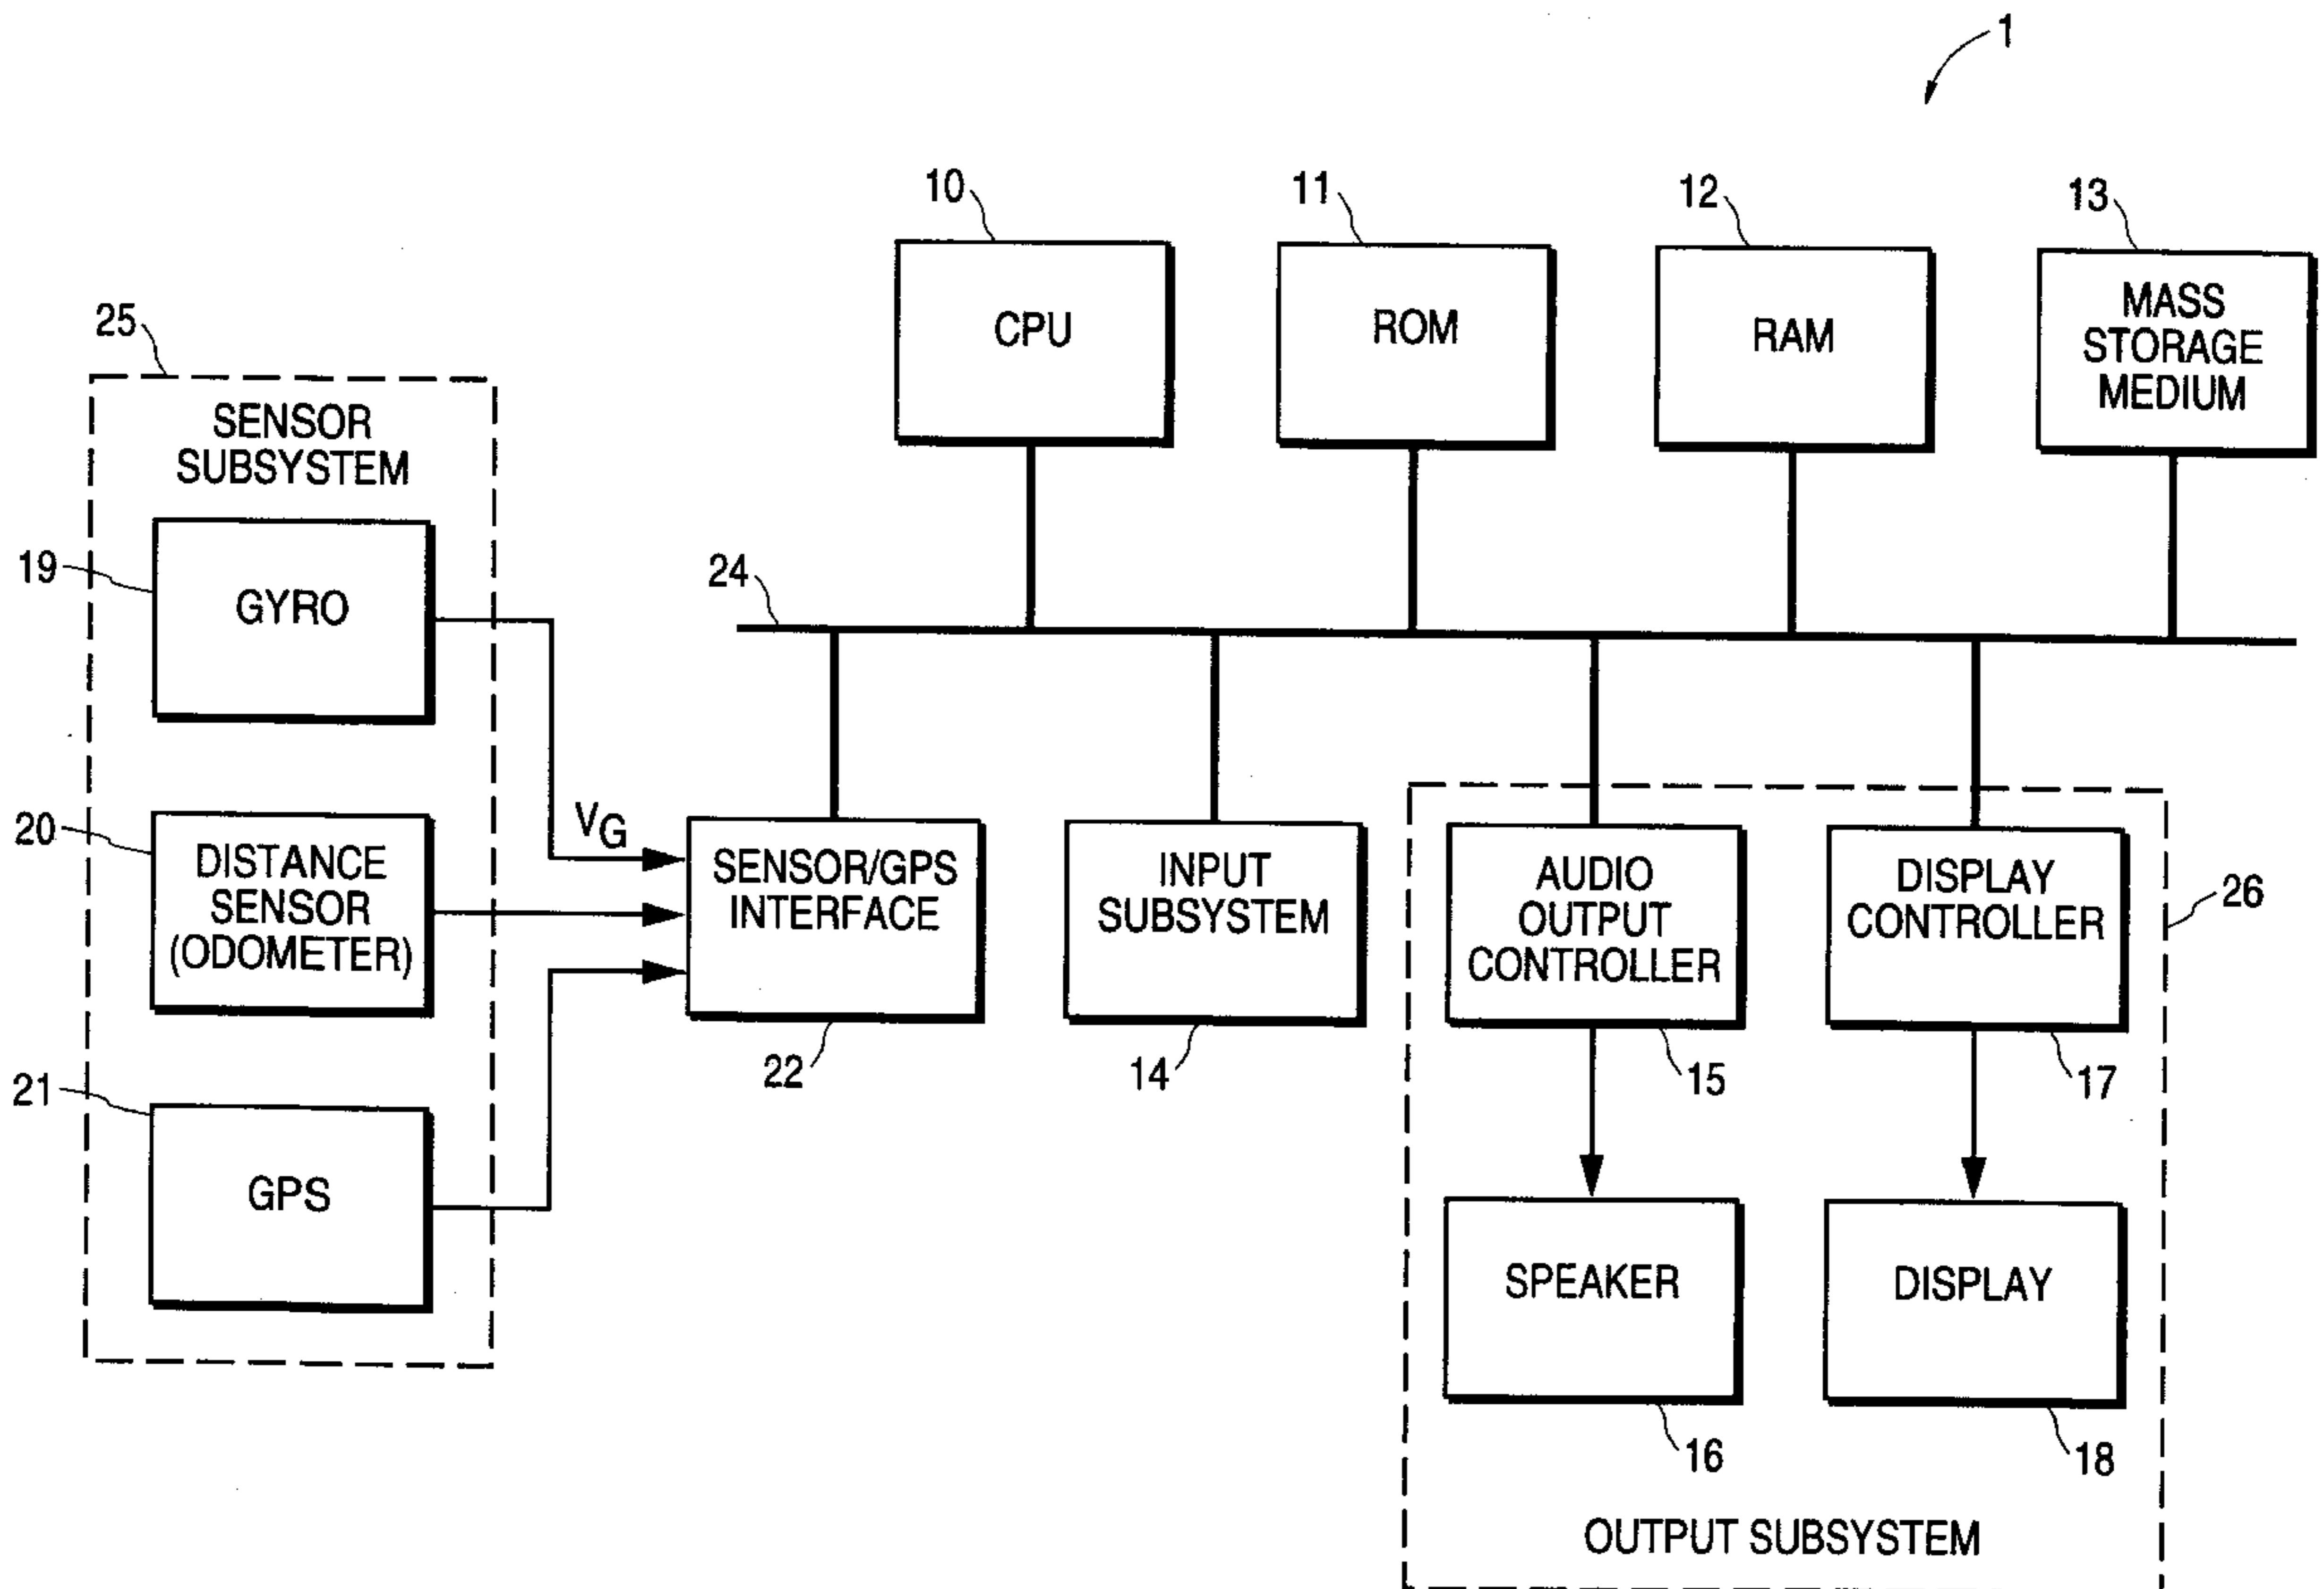 1
10
11
12
13
CPU
ROM
RAM
MASS
STORAGE
MEDIUM
25
SENSOR
SUBSYSTEM
19
GYRO
24
20
DISTANCE
SENSOR
(ODOMETER)
VG
SENSOR/GPS
INTERFACE
22
INPUT
SUBSYSTEM
14
AUDIO
OUTPUT
CONTROLLER
15
DISPLAY
CONTROLLER
17
26
21
GPS
SPEAKER
16
DISPLAY
18
OUTPUT SUBSYSTEM